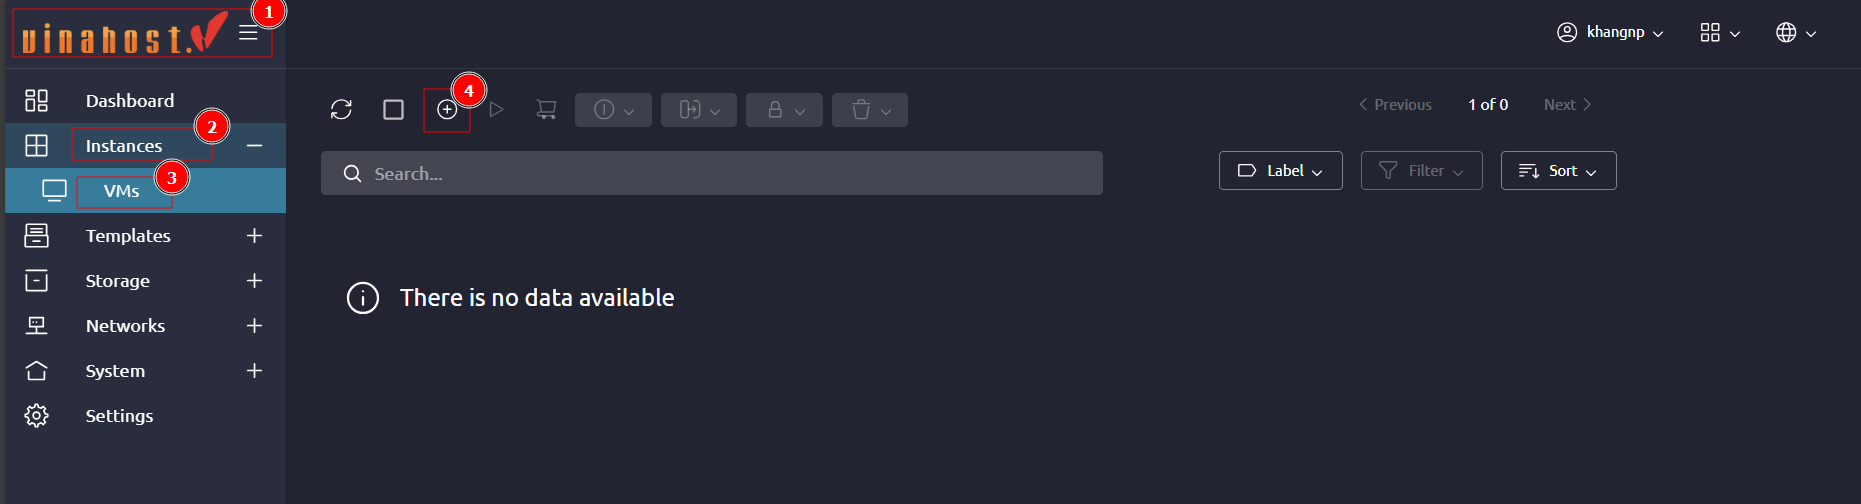 vinahost.
1
khangnp
Dashboard
4
Previous
1 of 0
Next
2
Instances
3
VMs
Search...
Label
Filter
Sort
Templates
Storage
Networks
System
Settings
There is no data available